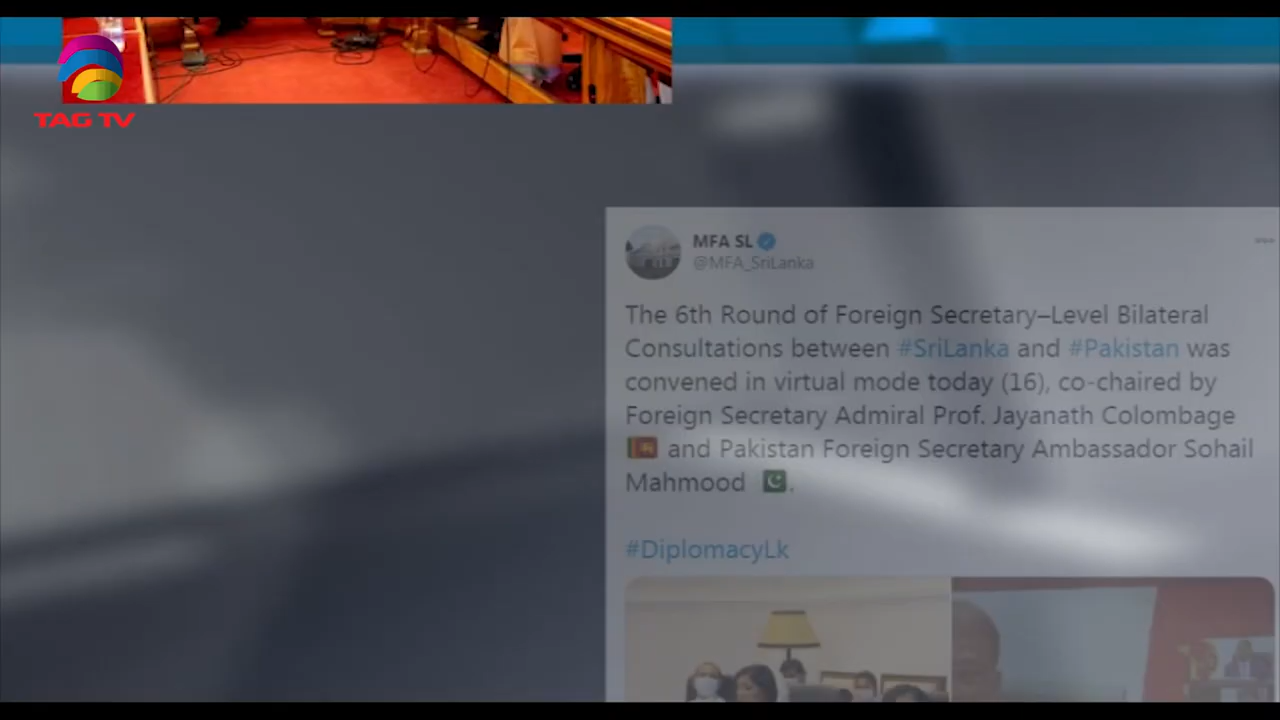 TAG TV
MFA SL
@MFA_SriLanka
The 6th Round of Foreign Secretary–Level Bilateral
Consultations between #SriLanka and #Pakistan was
convened in virtual mode today (16), co-chaired by
Foreign Secretary Admiral Prof. Jayanath Colombage
🇱🇰 and Pakistan Foreign Secretary Ambassador Sohail
Mahmood 🇵🇰.
#DiplomacyLk